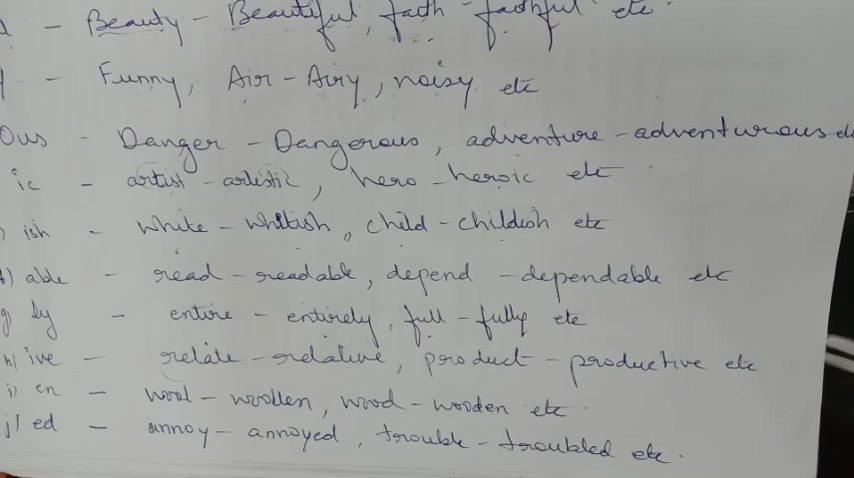 - Beauty - Beautiful, faith - faithful etc
- Funny, Air - Airy, noisy etc
Ous - Danger - Dangerous, adventure - adventurous etc
ic - artist - artistic, hero - heroic etc
) ish - white - whitish, child - childish etc
f) able - read - readable, depend - dependable etc
g) ly - entire - entirely, full - fully etc
h) ive - relate - relative, product - productive etc
i) en - wool - woollen, wood - wooden etc
j) ed - annoy - annoyed, trouble - troubled etc.